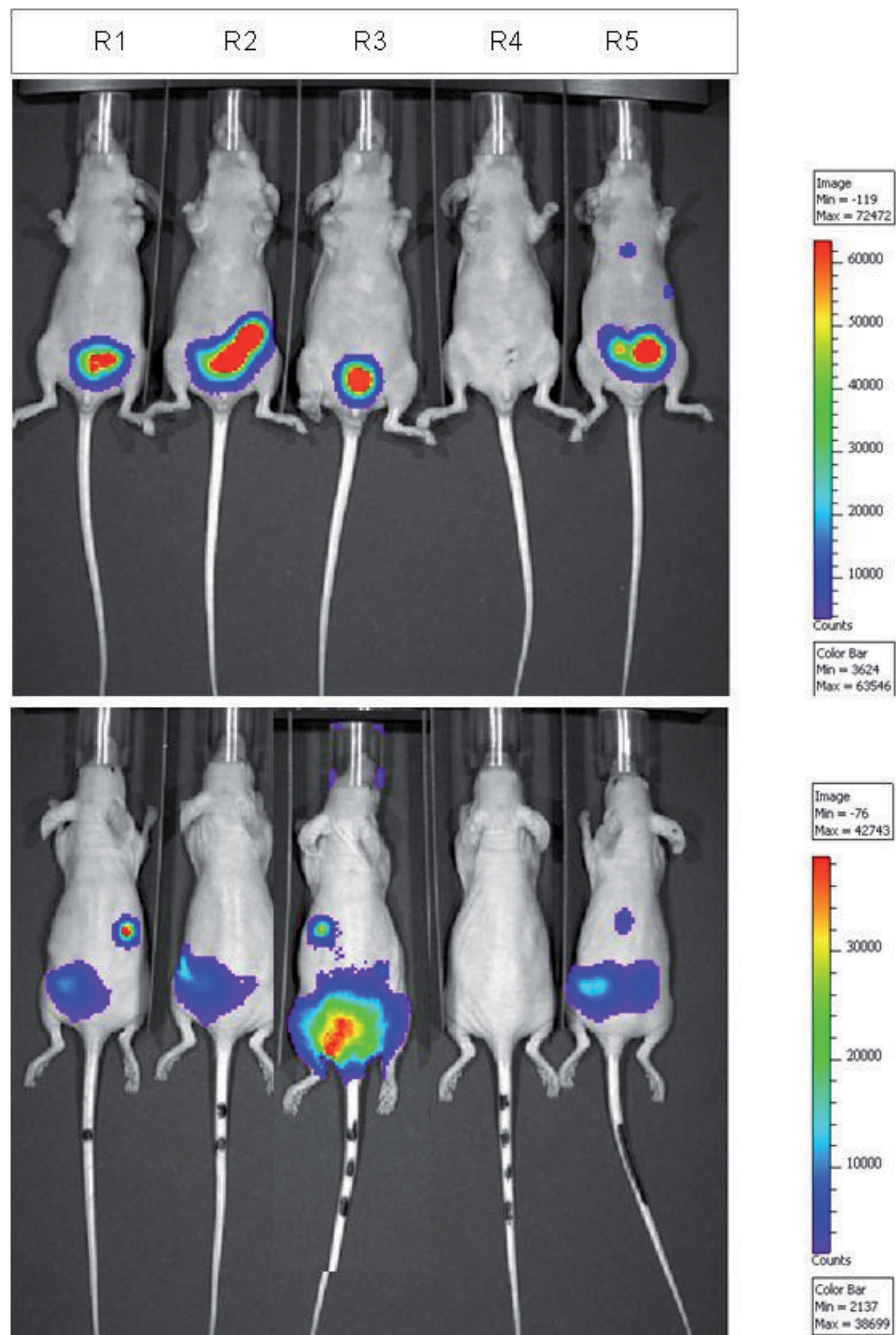 R1 R2 R3 R4 R5
Image
Min = -119
Max = 72472
60000
50000
40000
30000
20000
10000
Counts
Color Bar
Min = 3624
Max = 63546
Image
Min = -76
Max = 42743
30000
20000
10000
Counts
Color Bar
Min = 2137
Max = 38699